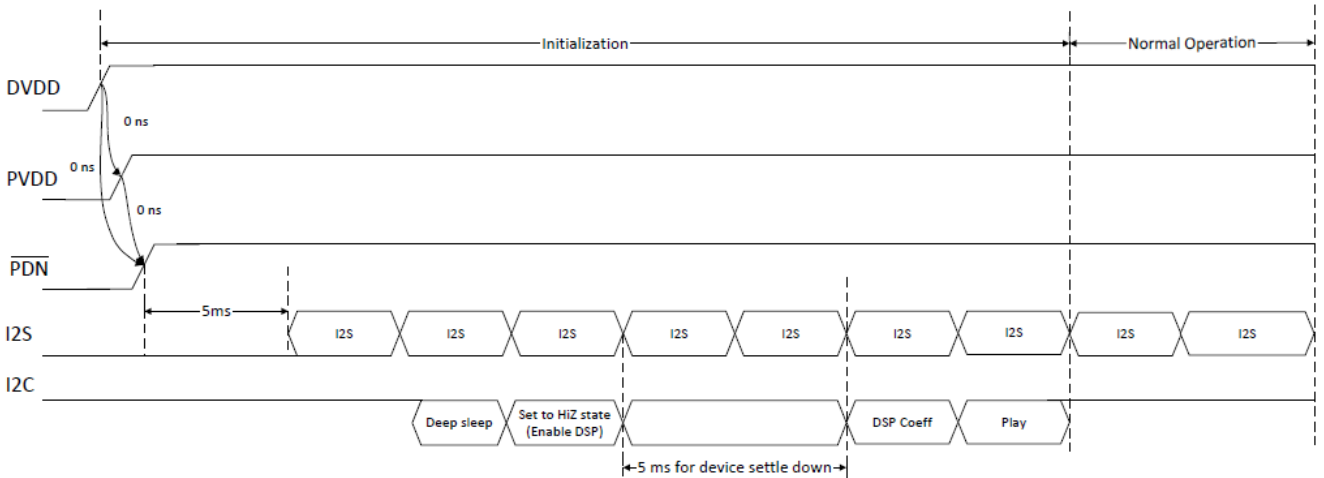 Initialization
Normal Operation
DVDD
0 ns
0 ns
PVDD
0 ns
PDN
5ms
I2S
I2S
I2S
I2S
I2S
I2S
I2S
I2S
I2S
I2S
I2C
Deep sleep
Set to HiZ state
(Enable DSP)
DSP Coeff
Play
5 ms for device settle down